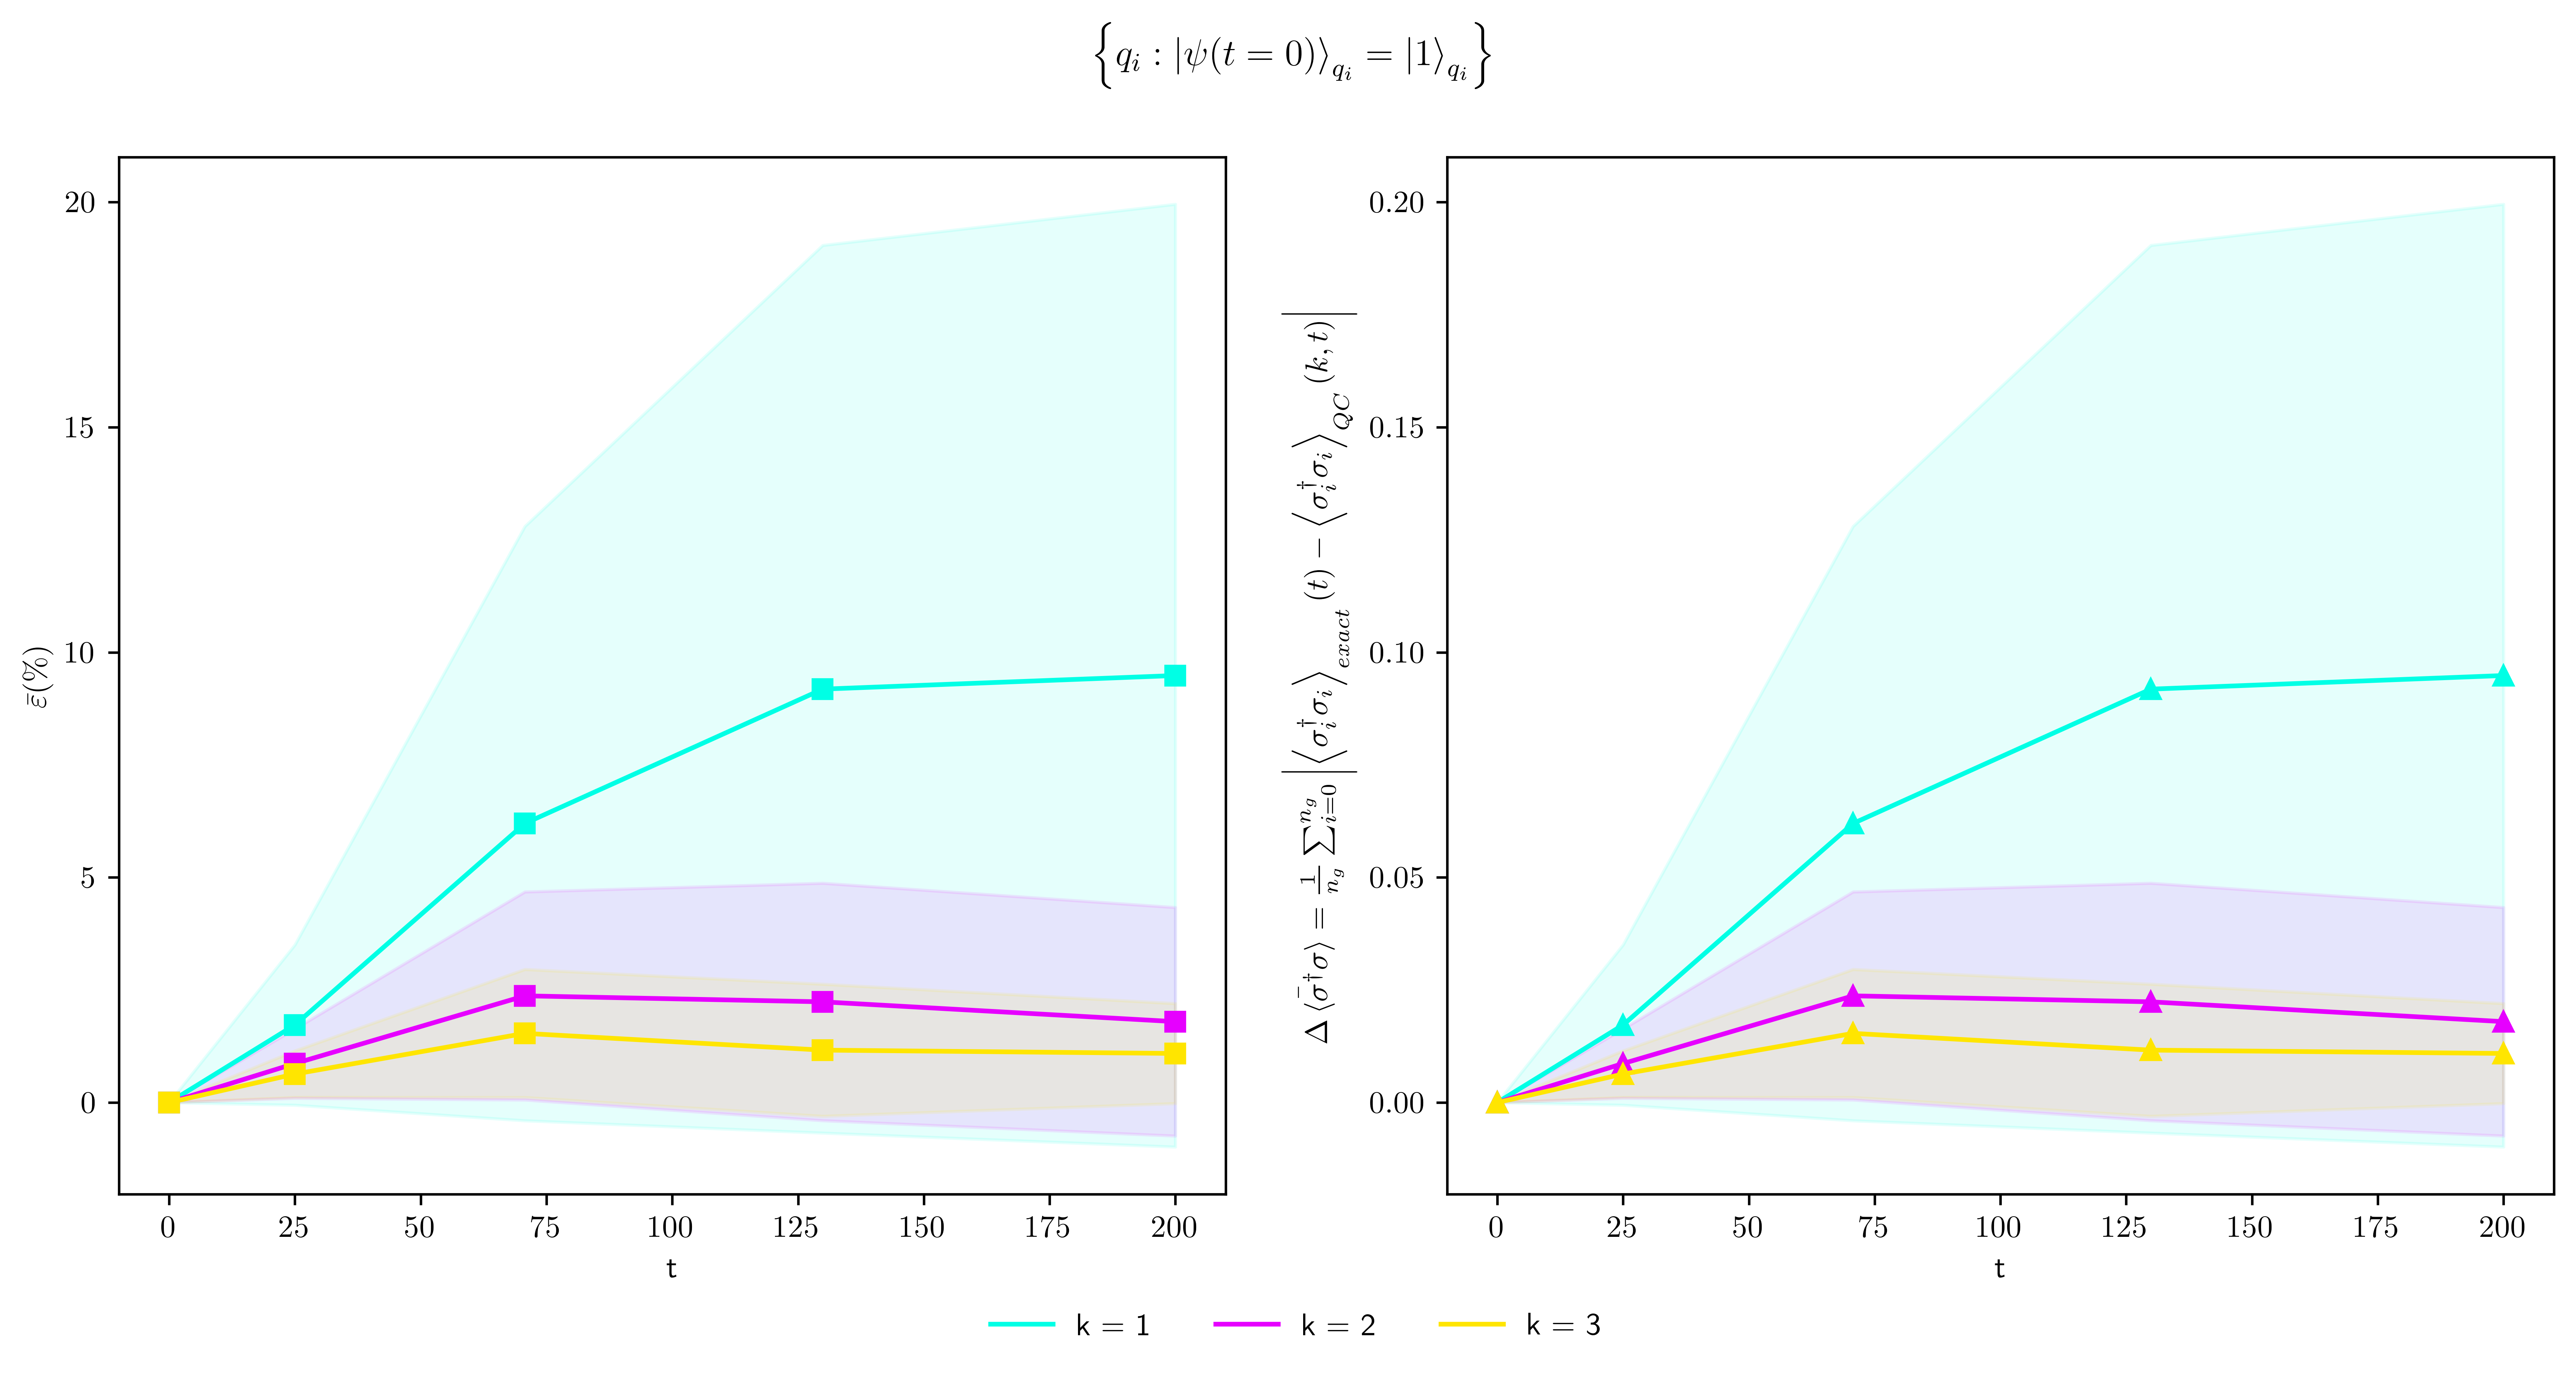 {q_i : |ψ(t = 0)⟩_{q_i} = |1⟩_{q_i}}
ε̄(%)
20
15
10
5
0
0 25 50 75 100 125 150 175 200
t
Δ⟨σ̄^†σ⟩ = 1/n_g ∑_{i=0}^{n_g} |⟨σ_i^†σ_i⟩_{exact}(t) − ⟨σ_i^†σ_i⟩_{QC}(k, t)|
0.20
0.15
0.10
0.05
0.00
0 25 50 75 100 125 150 175 200
t
k = 1 k = 2 k = 3